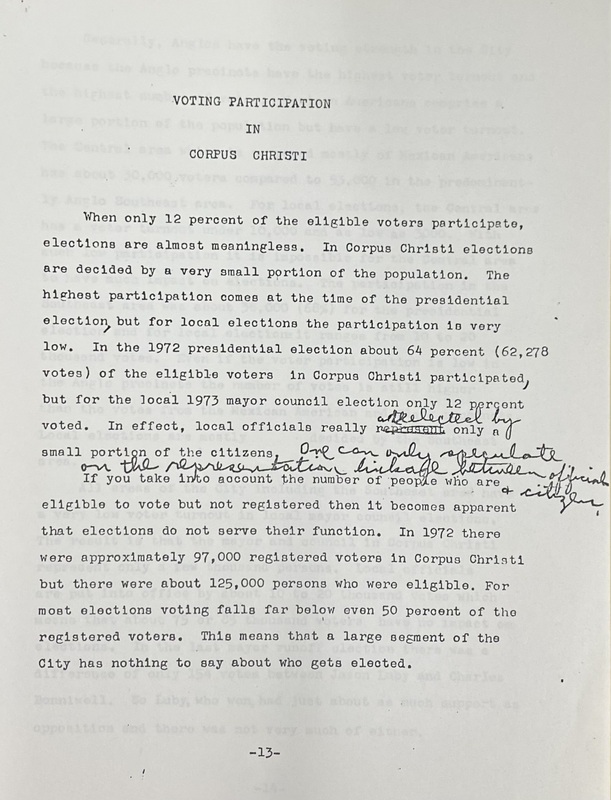 VOTING PARTICIPATION
IN
CORPUS CHRISTI
When only 12 percent of the eligible voters participate,
elections are almost meaningless. In Corpus Christi elections
are decided by a very small portion of the population. The
highest participation comes at the time of the presidential
election, but for local elections the participation is very
low. In the 1972 presidential election about 64 percent (62,278
votes) of the eligible voters in Corpus Christi participated,
but for the local 1973 mayor council election only 12 percent
are elected by
voted. In effect, local officials really represent only a
small portion of the citizens. One can only speculate
on the representation linkage between officials
& citizen.
If you take into account the number of people who are
eligible to vote but not registered then it becomes apparent
that elections do not serve their function. In 1972 there
were approximately 97,000 registered voters in Corpus Christi
but there were about 125,000 persons who were eligible. For
most elections voting falls far below even 50 percent of the
registered voters. This means that a large segment of the
City has nothing to say about who gets elected.
-13-